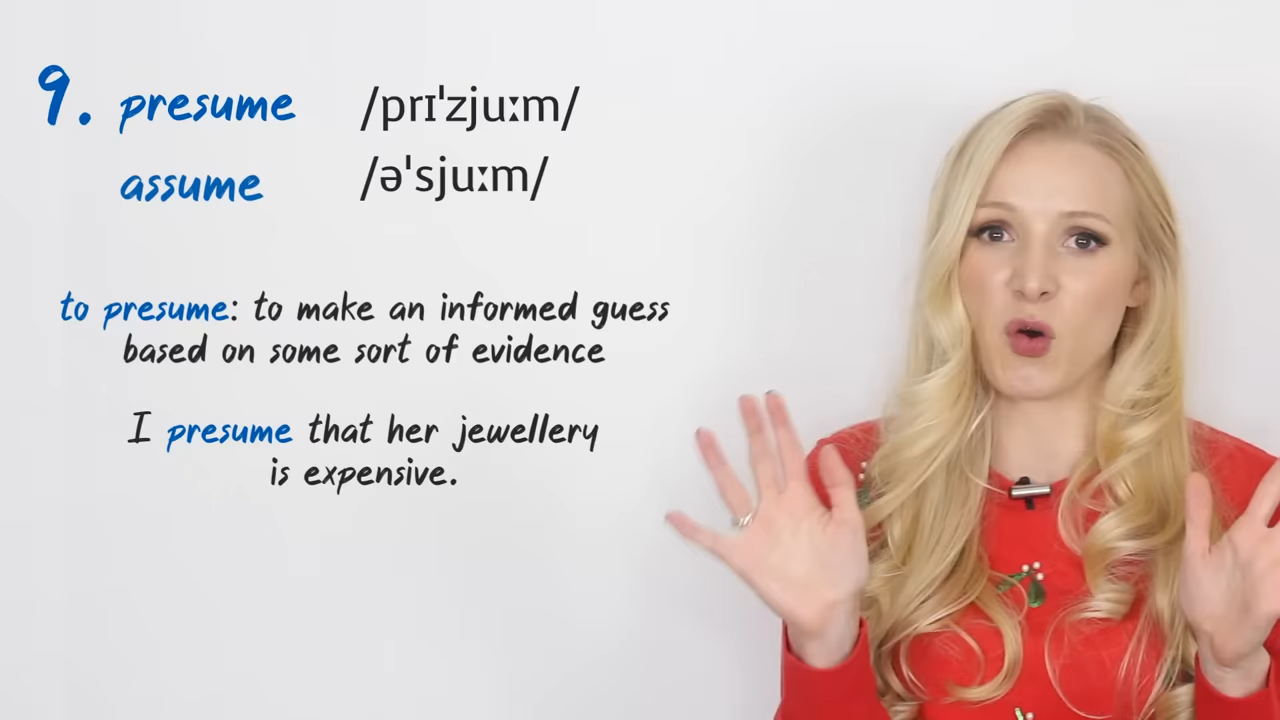 9. presume /prɪˈzjuːm/
assume /əˈsjuːm/
to presume: to make an informed guess
based on some sort of evidence
I presume that her jewellery
is expensive.